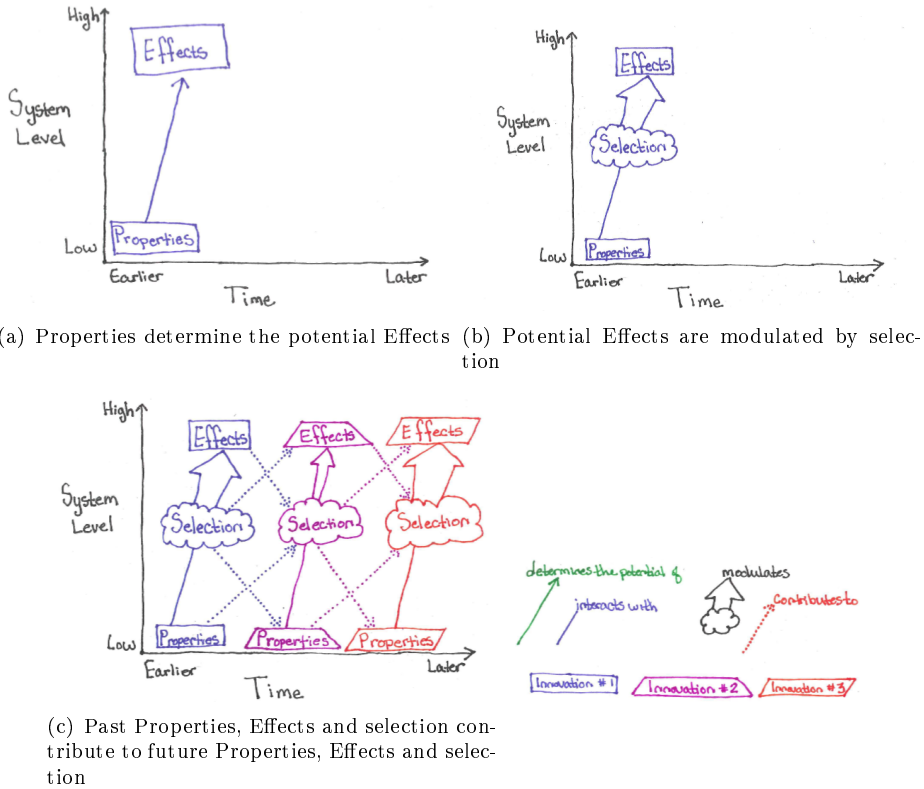 High
Effects
System
Level
Properties
Low
Earlier
Later
Time
High
Effects
System
Level
Selection
Properties
Low
Earlier
Later
Time
(a) Properties determine the potential Effects
(b) Potential Effects are modulated by selec-
tion
High
Effects
Effects
Effects
System
Level
Selection
Selection
Selection
Properties
Properties
Properties
Low
Earlier
Later
Time
determines the potential of
modulates
interacts with
Contributes to
Innovation #1
Innovation #2
Innovation #3
(c) Past Properties, Effects and selection con-
tribute to future Properties, Effects and selec-
tion